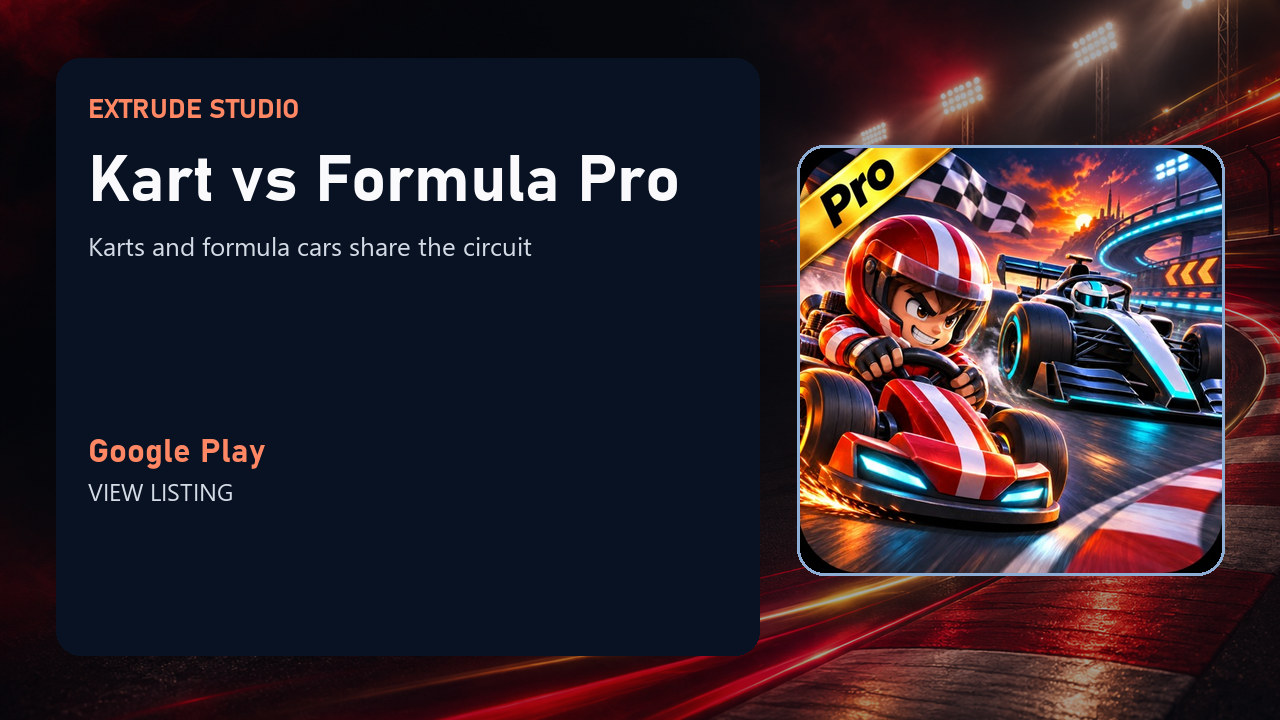 EXTRUDE STUDIO
Kart vs Formula Pro
Karts and formula cars share the circuit
Google Play
VIEW LISTING
Pro